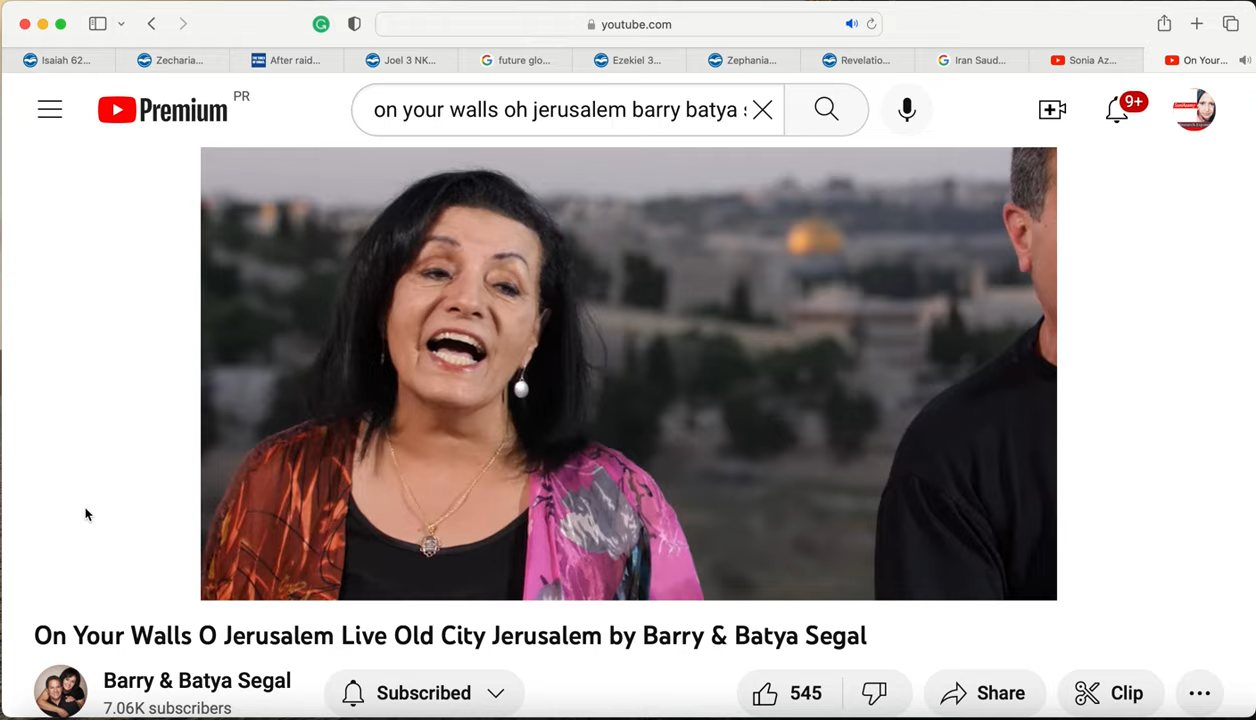 youtube.com
Isaiah 62...
Zecharia...
After raid...
Joel 3 NK...
future glo...
Ezekiel 3...
Zephania...
Revelatio...
Iran Saud...
Sonia Az...
On Your...
Premium PR
on your walls oh jerusalem barry batya
9+
On Your Walls O Jerusalem Live Old City Jerusalem by Barry & Batya Segal
Barry & Batya Segal
7.06K subscribers
Subscribed
545
Share
Clip